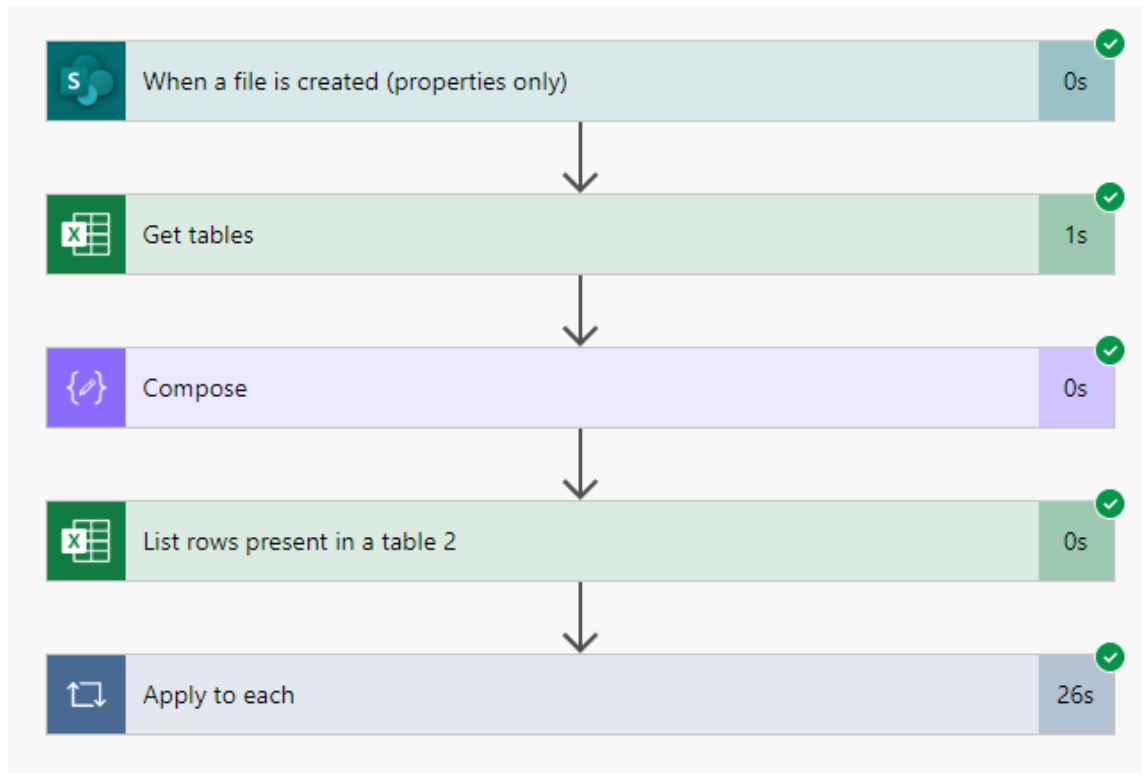 S
When a file is created (properties only)
0s
X
Get tables
1s
Compose
0s
X
List rows present in a table 2
0s
Apply to each
26s